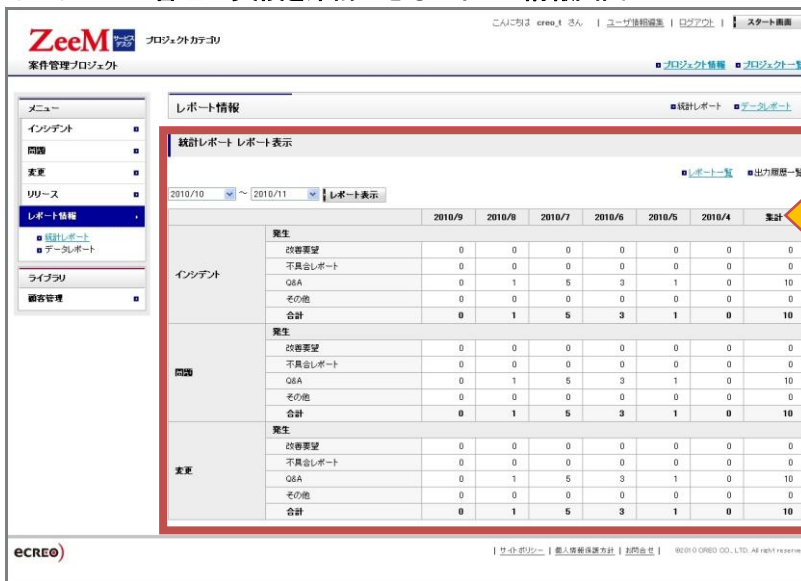 こんにちは creo_t さん | ユーザ情報編集 | ログアウト | スタート画面
ZeeM サービスデスク プロジェクトカテゴリ
案件管理プロジェクト
プロジェクト情報 プロジェクト一
メニュー
インシデント
問題
変更
リリース
レポート情報
統計レポート
データレポート
ライブラリ
顧客管理
レポート情報 統計レポート データレポート
統計レポート レポート表示
レポート一覧 出力履歴一
2010/10 ～ 2010/11 レポート表示
2010/9 2010/8 2010/7 2010/6 2010/5 2010/4 集計
インシデント
発生
改善要望 0 0 0 0 0 0 0
不具合レポート 0 0 0 0 0 0 0
Q&A 0 1 5 3 1 0 10
その他 0 0 0 0 0 0 0
合計 0 1 5 3 1 0 10
問題
発生
改善要望 0 0 0 0 0 0 0
不具合レポート 0 0 0 0 0 0 0
Q&A 0 1 5 3 1 0 10
その他 0 0 0 0 0 0 0
合計 0 1 5 3 1 0 10
変更
発生
改善要望 0 0 0 0 0 0 0
不具合レポート 0 0 0 0 0 0 0
Q&A 0 1 5 3 1 0 10
その他 0 0 0 0 0 0 0
合計 0 1 5 3 1 0 10
eCREO
| サイトポリシー | 個人情報保護方針 | お問合せ | ©2010 CREO CO., LTD. All right reserve